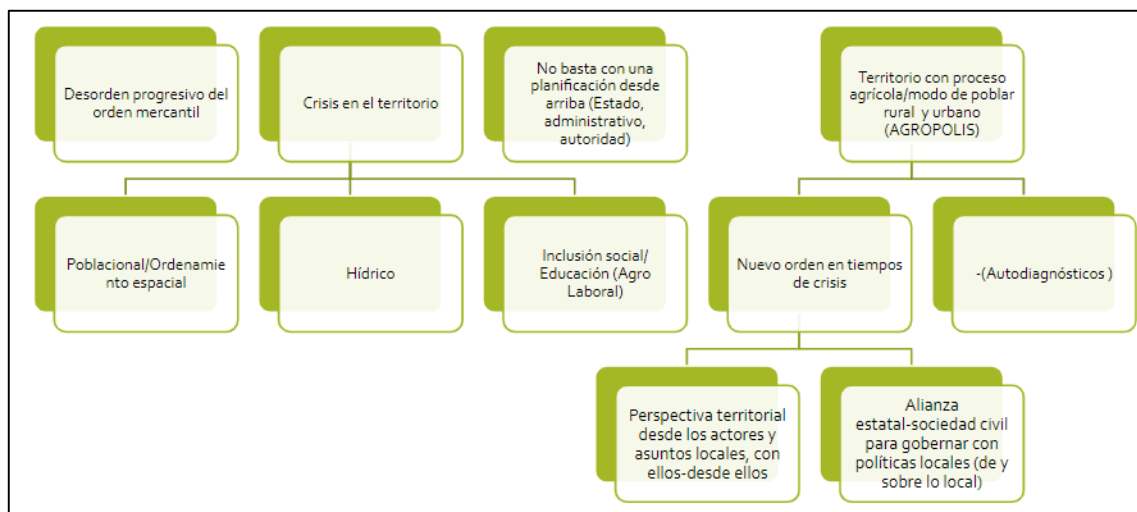 Desorden progresivo del
orden mercantil
Crisis en el territorio
No basta con una
planificación desde
arriba (Estado,
administrativo,
autoridad)
Territorio con proceso
agrícola/modo de poblar
rural y urbano
(AGROPOLIS)
Poblacional/Ordenamie
nto espacial
Hídrico
Inclusión social/
Educación (Agro
Laboral)
Nuevo orden en tiempos
de crisis
-(Autodiagnósticos )
Perspectiva territorial
desde los actores y
asuntos locales, con
ellos-desde ellos
Alianza
estatal-sociedad civil
para gobernar con
políticas locales (de y
sobre lo local)